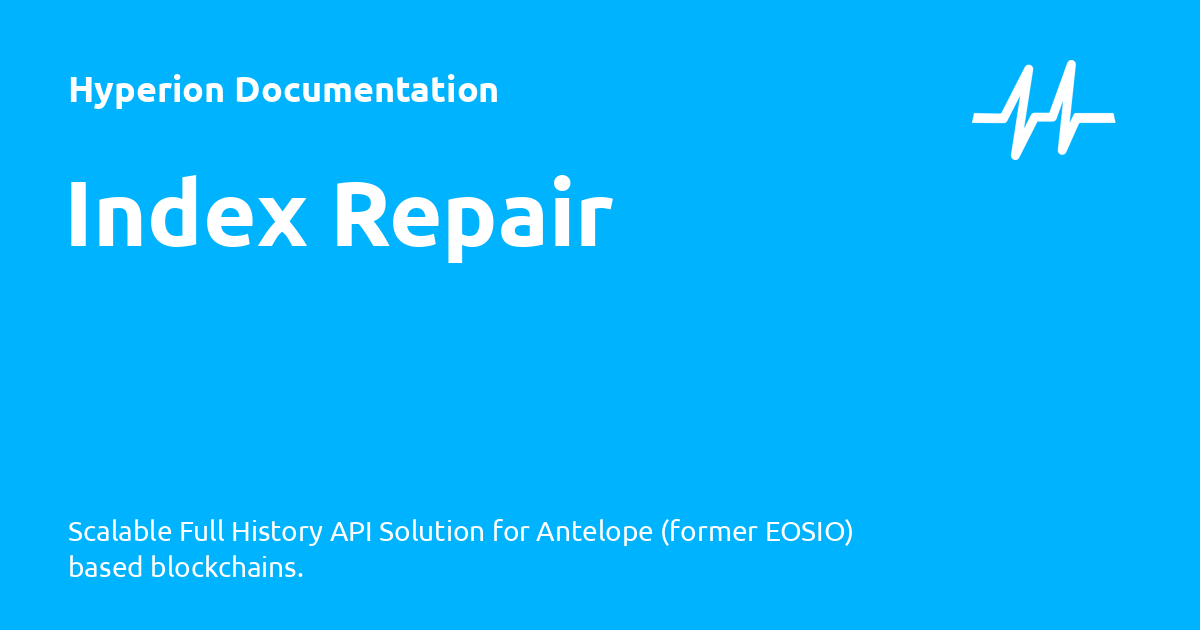 Hyperion Documentation
Index Repair
Scalable Full History API Solution for Antelope (former EOSIO)
based blockchains.